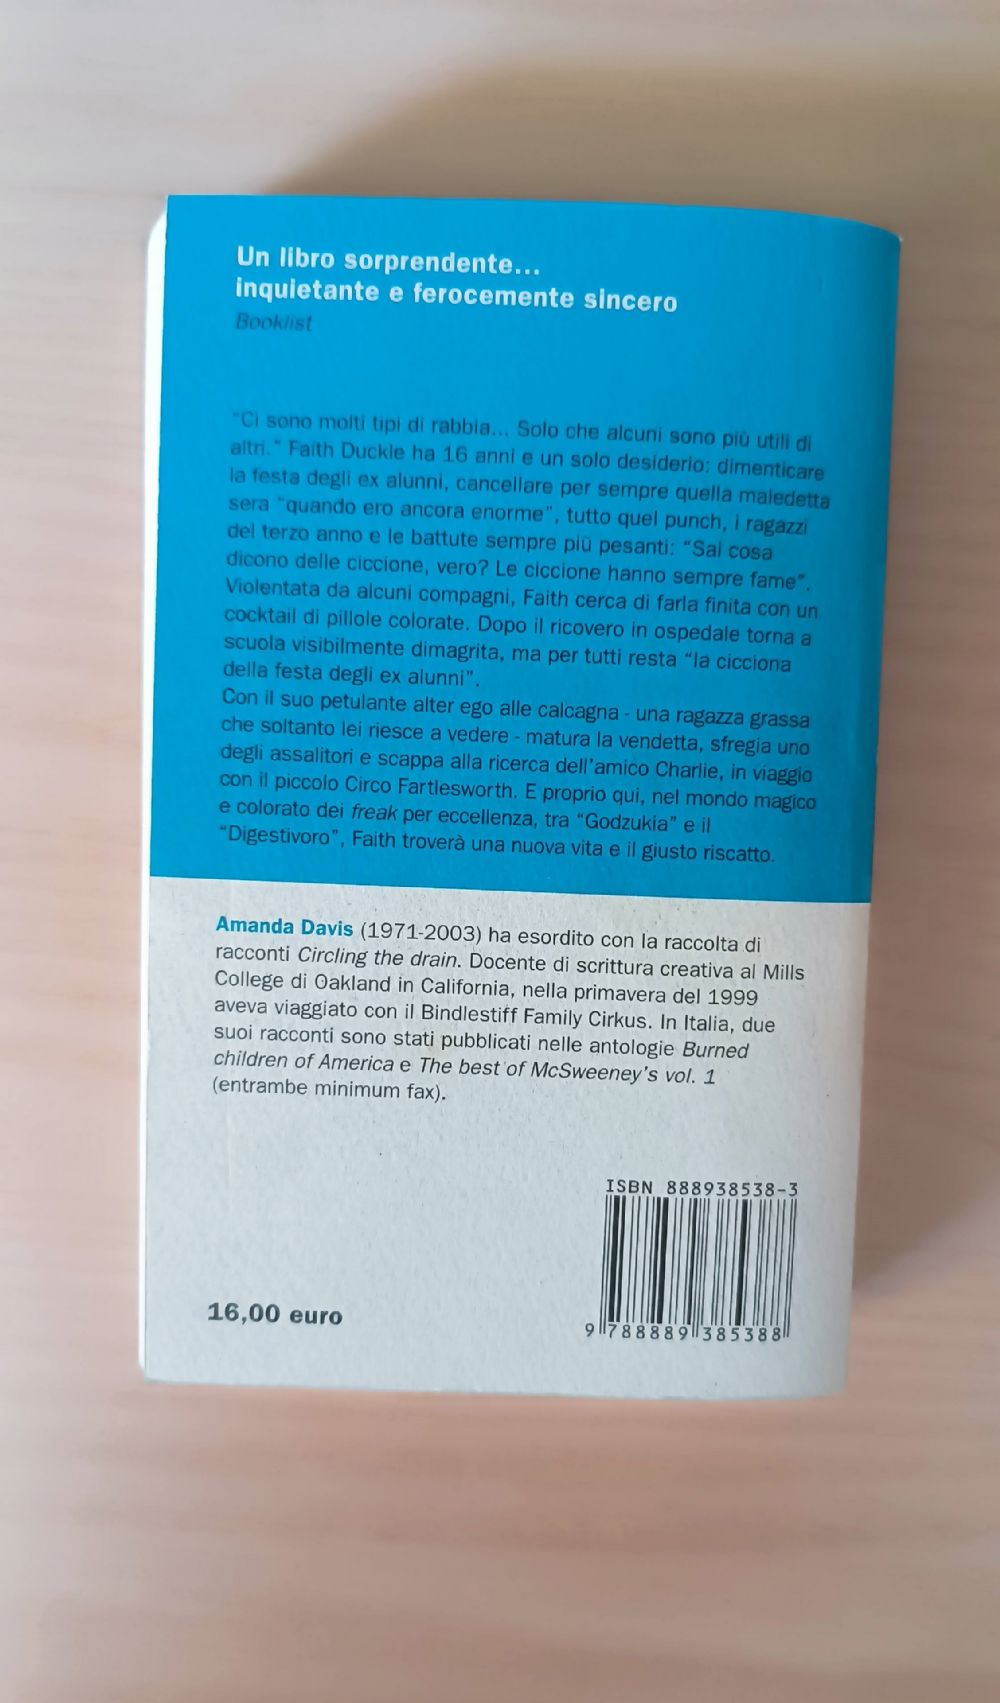 Un libro sorprendente...
inquietante e ferocemente sincero
Booklist
"Ci sono molti tipi di rabbia... Solo che alcuni sono più utili di
altri." Faith Duckle ha 16 anni e un solo desiderio: dimenticare
la festa degli ex alunni, cancellare per sempre quella maledetta
sera "quando ero ancora enorme", tutto quel punch, i ragazzi
del terzo anno e le battute sempre più pesanti: "Sai cosa
dicono delle ciccione, vero? Le ciccione hanno sempre fame".
Violentata da alcuni compagni, Faith cerca di farla finita con un
cocktail di pillole colorate. Dopo il ricovero in ospedale torna a
scuola visibilmente dimagrita, ma per tutti resta "la cicciona
della festa degli ex alunni".
Con il suo petulante alter ego alle calcagna - una ragazza grassa
che soltanto lei riesce a vedere - matura la vendetta, sfregia uno
degli assalitori e scappa alla ricerca dell'amico Charlie, in viaggio
con il piccolo Circo Fartlesworth. E proprio qui, nel mondo magico
e colorato dei freak per eccellenza, tra "Godzukia" e il
"Digestivoro", Faith troverà una nuova vita e il giusto riscatto.
Amanda Davis (1971-2003) ha esordito con la raccolta di
racconti Circling the drain. Docente di scrittura creativa al Mills
College di Oakland in California, nella primavera del 1999
aveva viaggiato con il Bindlestiff Family Cirkus. In Italia, due
suoi racconti sono stati pubblicati nelle antologie Burned
children of America e The best of McSweeney's vol. 1
(entrambe minimum fax).
ISBN 888938538-3
16,00 euro
9 788889 385388